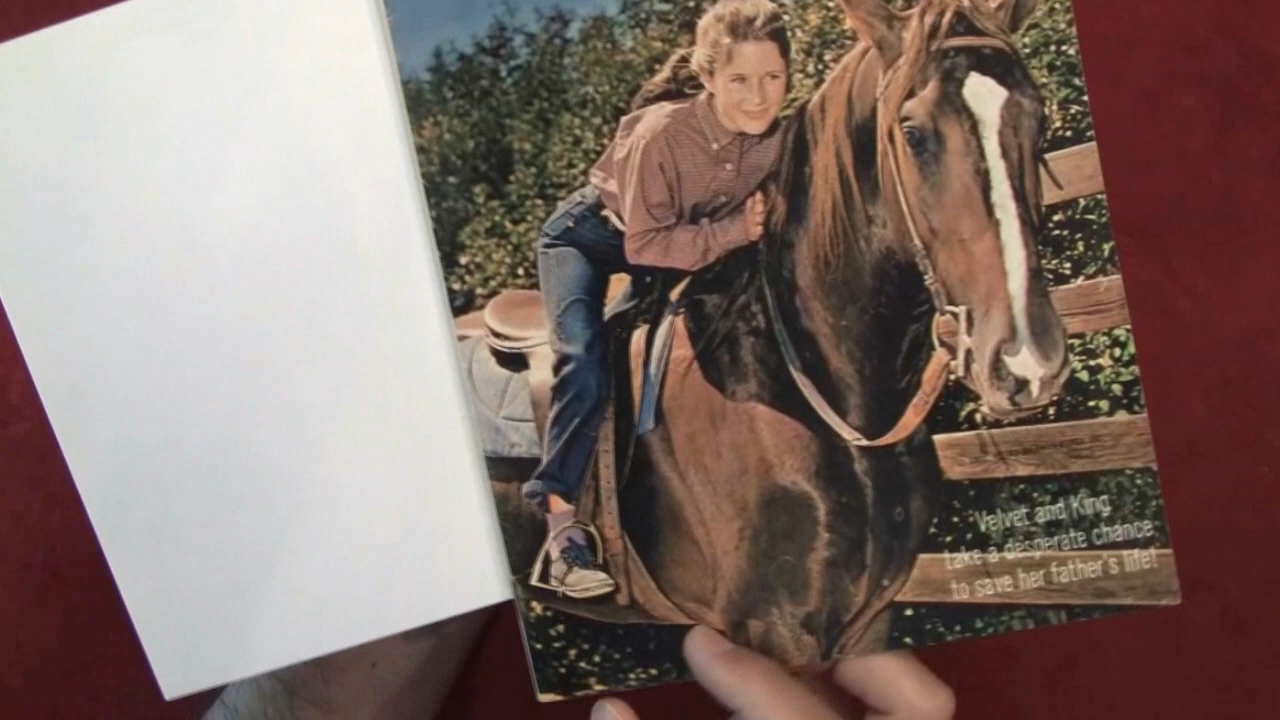 Velvet and King
take a desperate chance
to save her father's life!